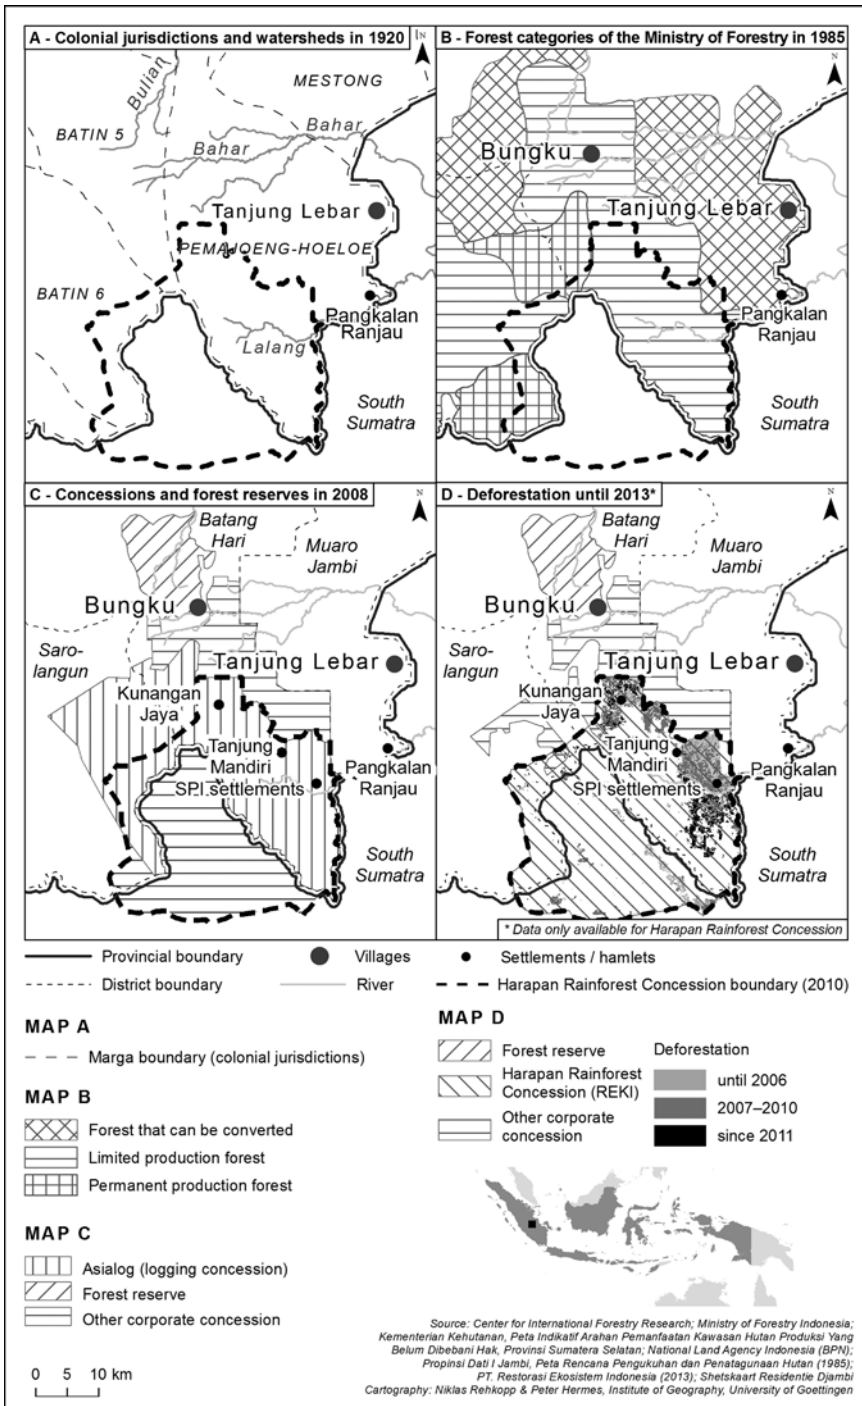 A - Colonial jurisdictions and watersheds in 1920
N
Bulian
MESTONG
BATIN 5
Bahar
Bahar
Tanjung Lebar
PEMAJOENG-HOELOE
BATIN 6
Pangkalan
Ranjau
Lalang
South
Sumatra
B - Forest categories of the Ministry of Forestry in 1985
N
Bungku
Tanjung Lebar
Pangkalan
Ranjau
South
Sumatra
C - Concessions and forest reserves in 2008
N
Batang
Hari
Muaro
Jambi
Bungku
Saro-
langun
Tanjung Lebar
Kunangan
Jaya
Tanjung
Mandiri
SPI settlements
Pangkalan
Ranjau
South
Sumatra
D - Deforestation until 2013*
N
Batang
Hari
Muaro
Jambi
Bungku
Saro-
langun
Tanjung Lebar
Kunangan
Jaya
Tanjung
Mandiri
SPI settlements
Pangkalan
Ranjau
South
Sumatra
* Data only available for Harapan Rainforest Concession
Provincial boundary
Villages
Settlements / hamlets
District boundary
River
Harapan Rainforest Concession boundary (2010)
MAP A
Marga boundary (colonial jurisdictions)
MAP B
Forest that can be converted
Limited production forest
Permanent production forest
MAP C
Asialog (logging concession)
Forest reserve
Other corporate concession
0 5 10 km
MAP D
Forest reserve
Harapan Rainforest
Concession (REKI)
Other corporate
concession
Deforestation
until 2006
2007–2010
since 2011
Source: Center for International Forestry Research; Ministry of Forestry Indonesia;
Kementerian Kehutanan, Peta Indikatif Arahan Pemanfaatan Kawasan Hutan Produksi Yang
Belum Dibebani Hak, Provinsi Sumatera Selatan; National Land Agency Indonesia (BPN);
Propinsi Dati I Jambi, Peta Rencana Pengukuhan dan Penatagunaan Hutan (1985);
PT. Restorasi Ekosistem Indonesia (2013); Shetskaart Residentie Djambi
Cartography: Niklas Rehkopp & Peter Hermes, Institute of Geography, University of Goettingen